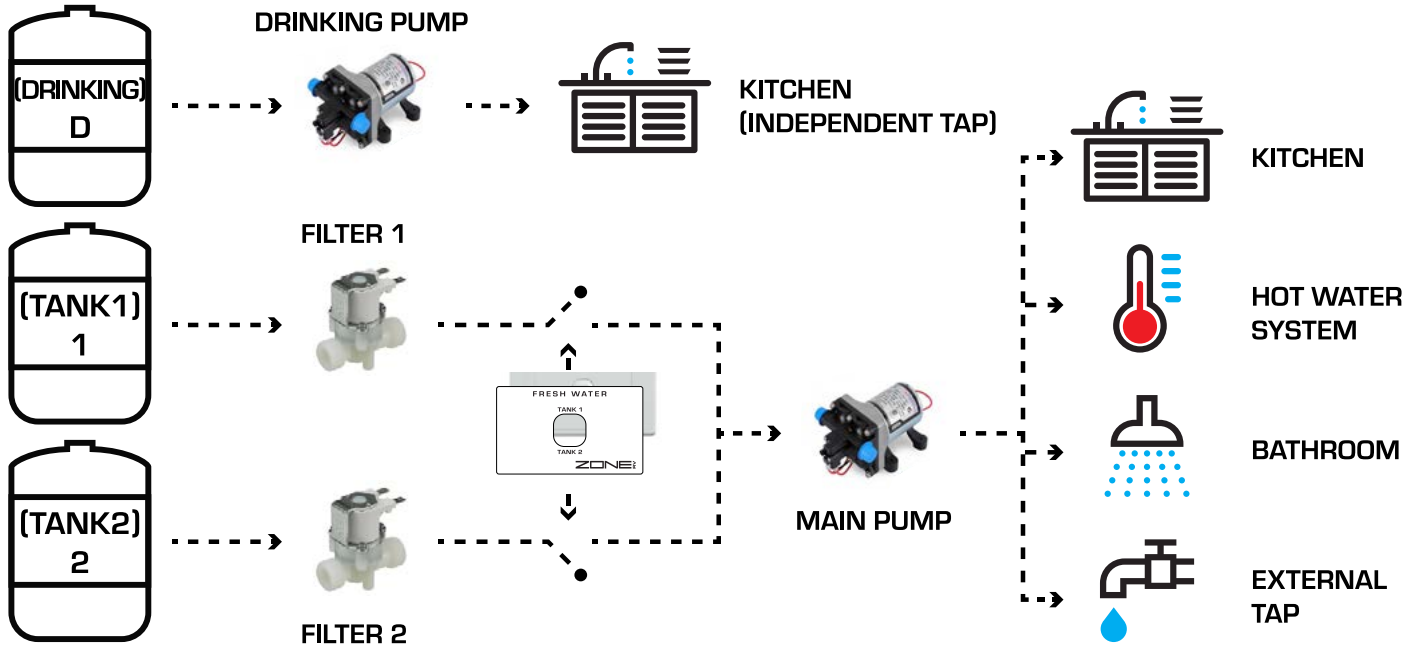 DRINKING PUMP
(DRINKING)
D
KITCHEN
(INDEPENDENT TAP)
KITCHEN
FILTER 1
(TANK1)
1
HOT WATER
SYSTEM
FRESH WATER
TANK 1
TANK 2
ZONE RV
BATHROOM
(TANK2)
2
MAIN PUMP
EXTERNAL
TAP
FILTER 2